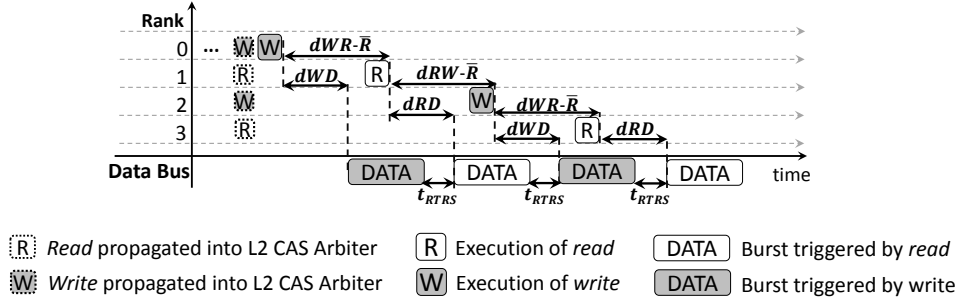 Rank
0 ... W W dWR-R̅
1 R dWD R dRW-R̅
2 W dRD W dWR-R̅
3 R dWD R dRD
Data Bus DATA DATA DATA DATA time
tRTRS tRTRS tRTRS
R Read propagated into L2 CAS Arbiter R Execution of read DATA Burst triggered by read
W Write propagated into L2 CAS Arbiter W Execution of write DATA Burst triggered by write